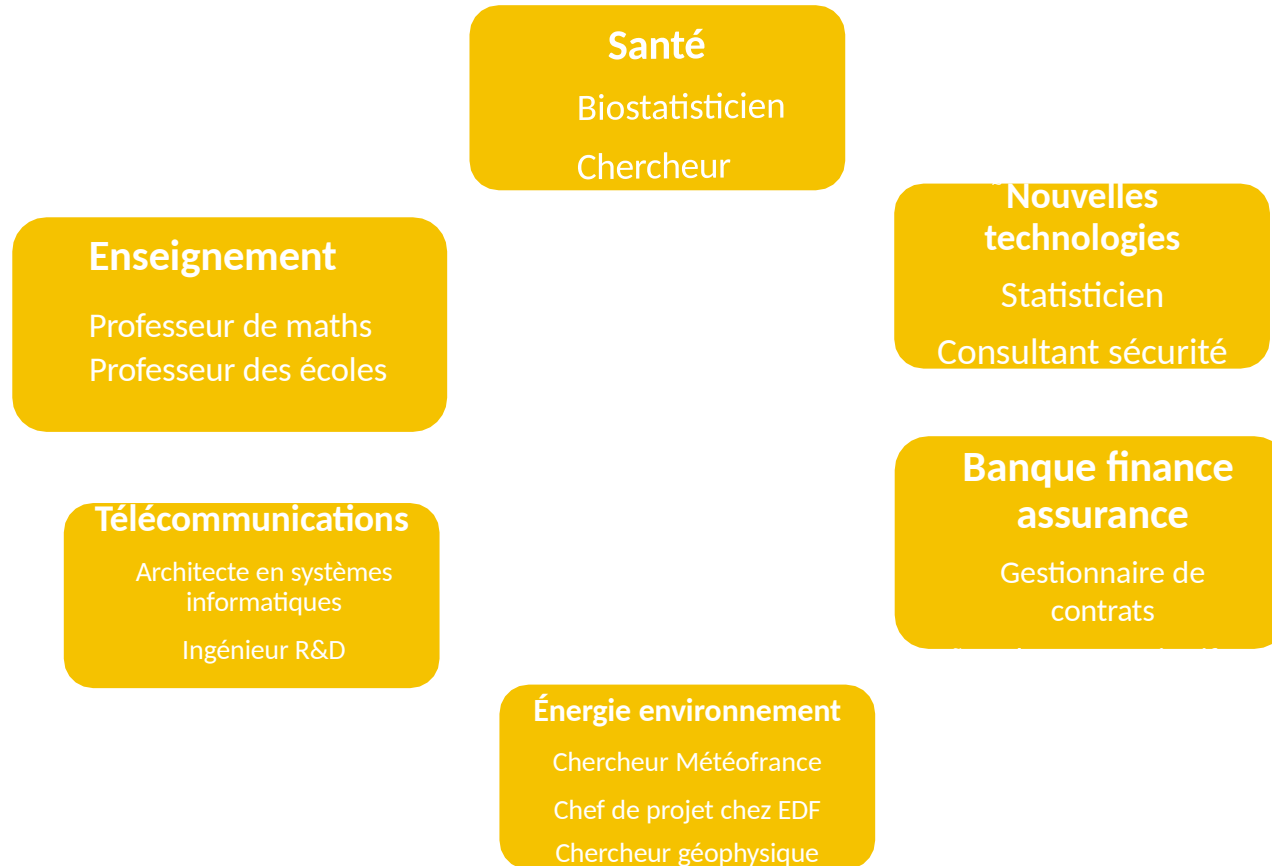 Santé
Biostatisticien
Chercheur
Nouvelles
technologies
Statisticien
Consultant sécurité
Enseignement
Professeur de maths
Professeur des écoles
Banque finance
assurance
Gestionnaire de
contrats
Télécommunications
Architecte en systèmes
informatiques
Ingénieur R&D
Énergie environnement
Chercheur Météofrance
Chef de projet chez EDF
Chercheur géophysique